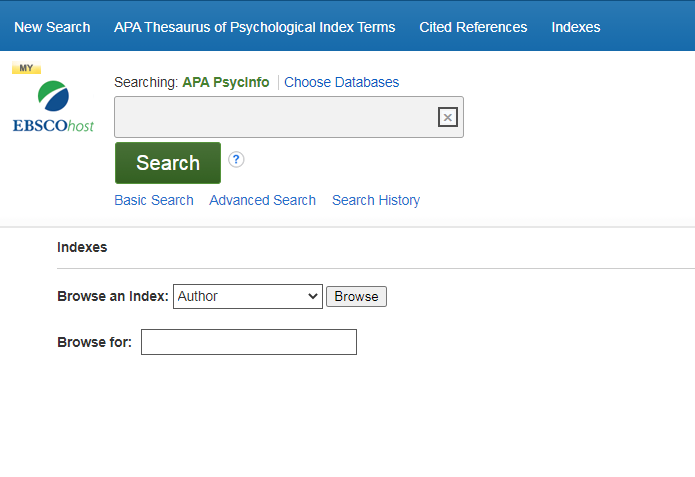 New Search APA Thesaurus of Psychological Index Terms Cited References Indexes
MY
EBSCOhost
Searching: APA PsycInfo Choose Databases
Search ?
Basic Search Advanced Search Search History
Indexes
Browse an Index: Author Browse
Browse for: